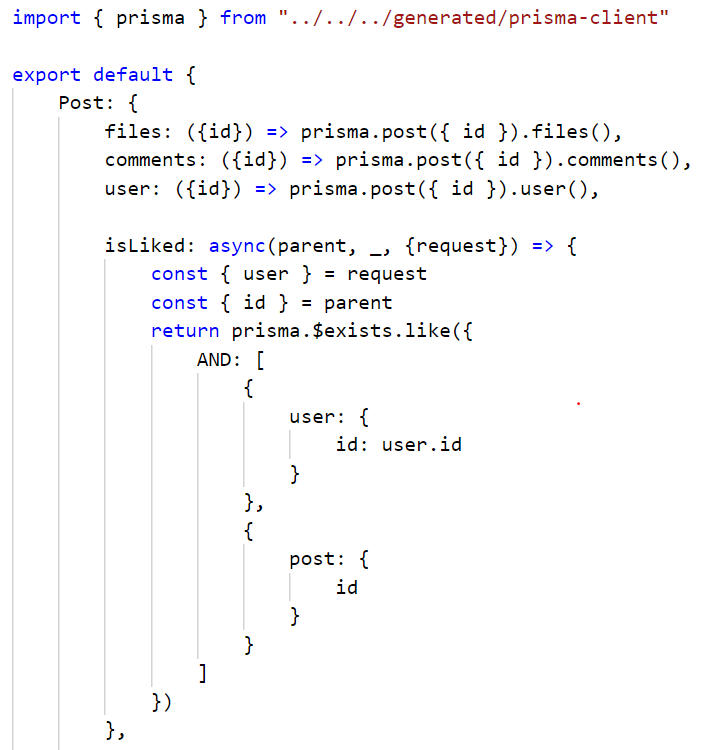 import { prisma } from "../../../generated/prisma-client"

export default {
    Post: {
        files: ({id}) => prisma.post({ id }).files(),
        comments: ({id}) => prisma.post({ id }).comments(),
        user: ({id}) => prisma.post({ id }).user(),

        isLiked: async(parent, _, {request}) => {
            const { user } = request
            const { id } = parent
            return prisma.$exists.like({
                AND: [
                    {
                        user: {
                            id: user.id
                        }
                    },
                    {
                        post: {
                            id
                        }
                    }
                ]
            })
        },